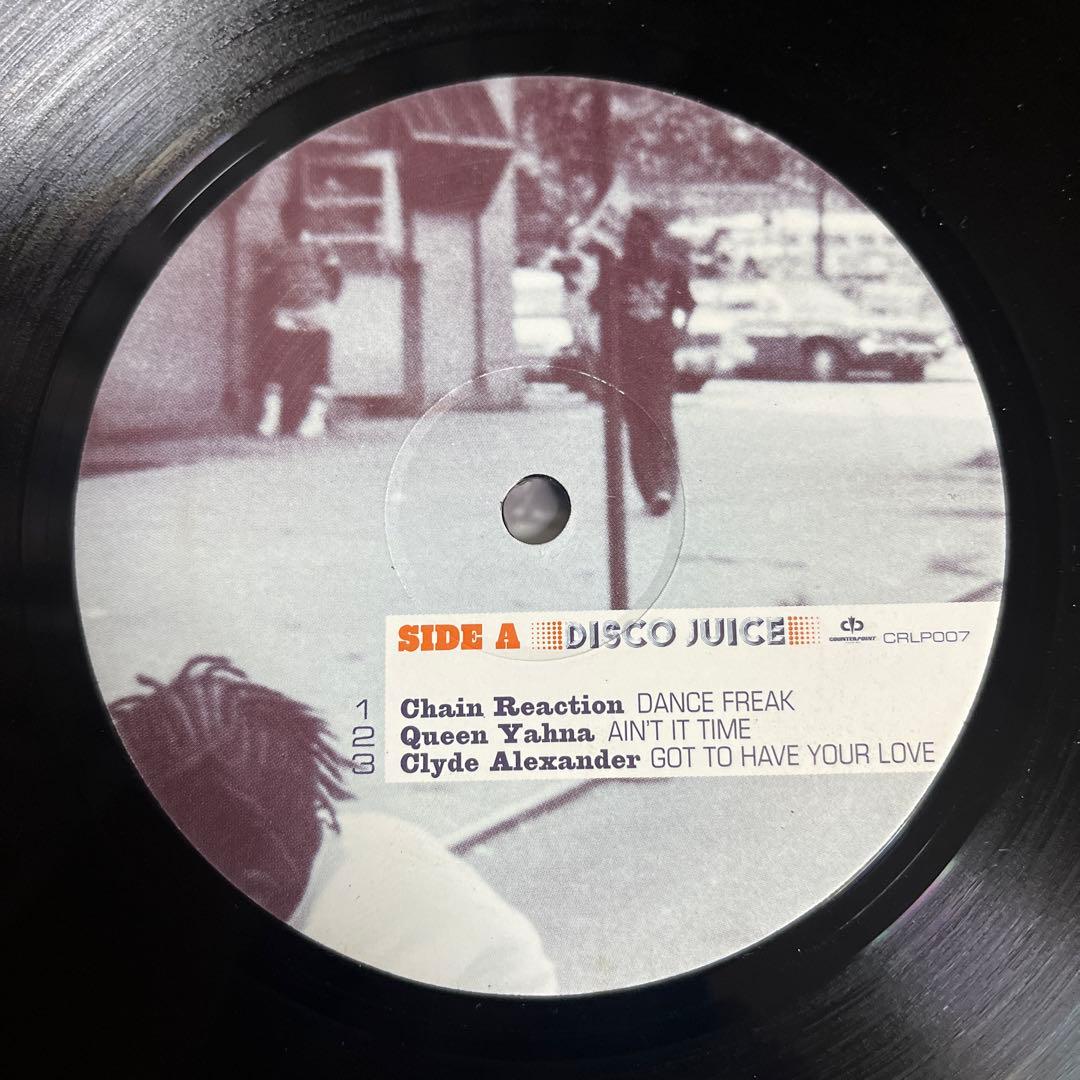 SIDE A DISCO JUICE COUNTERPOINT CRLP007
1 Chain Reaction DANCE FREAK
2 Queen Yahna AIN'T IT TIME
3 Clyde Alexander GOT TO HAVE YOUR LOVE